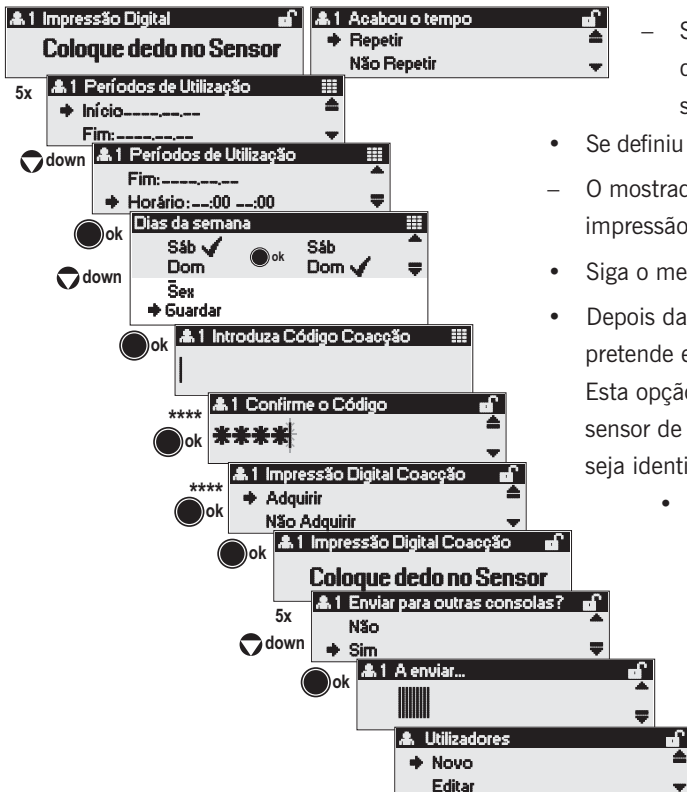 1 Impressão Digital
Coloque dedo no Sensor
1 Acabou o tempo
Repetir
Não Repetir
5x
1 Períodos de Utilização
Início----.--.--
Fim:----.--.--
down
1 Períodos de Utilização
Fim:----.--.--
Horário:--:00 --:00
ok
Dias da semana
Sáb ✓
Dom
ok
Sáb
Dom ✓
down
Sex
Guardar
ok
1 Introduza Código Coacção
****
ok
1 Confirme o Código
****
****
ok
1 Impressão Digital Coacção
Adquirir
Não Adquirir
ok
1 Impressão Digital Coacção
Coloque dedo no Sensor
5x
down
1 Enviar para outras consolas?
Não
Sim
ok
1 A enviar...
Utilizadores
Novo
Editar
– S
s
• Se definiu
– O mostrad
impressão
• Siga o me
• Depois da
pretende e
Esta opçã
sensor de
seja identi
•